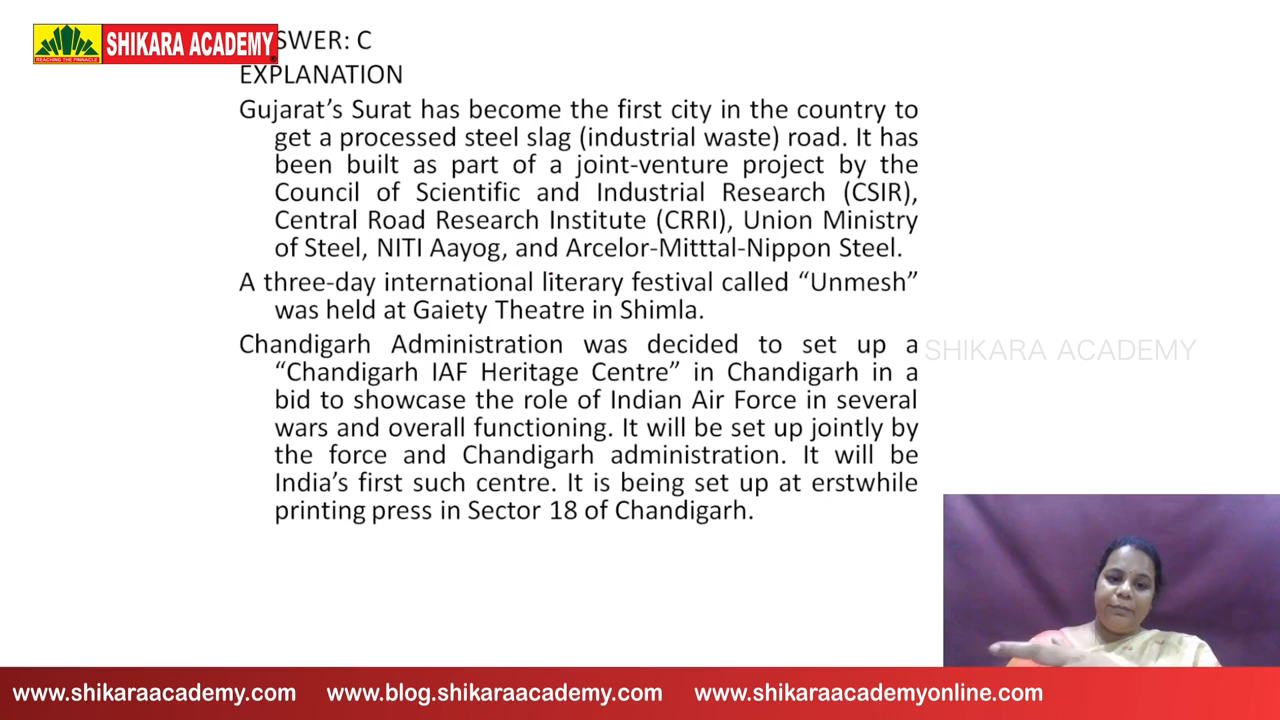 SHIKARA ACADEMY
REACHING THE PINNACLE
SWER: C
EXPLANATION
Gujarat's Surat has become the first city in the country to
get a processed steel slag (industrial waste) road. It has
been built as part of a joint-venture project by the
Council of Scientific and Industrial Research (CSIR),
Central Road Research Institute (CRRI), Union Ministry
of Steel, NITI Aayog, and Arcelor-Mitttal-Nippon Steel.
A three-day international literary festival called “Unmesh”
was held at Gaiety Theatre in Shimla.
Chandigarh Administration was decided to set up a
“Chandigarh IAF Heritage Centre” in Chandigarh in a
bid to showcase the role of Indian Air Force in several
wars and overall functioning. It will be set up jointly by
the force and Chandigarh administration. It will be
India's first such centre. It is being set up at erstwhile
printing press in Sector 18 of Chandigarh.
SHIKARA ACADEMY
www.shikaraacademy.com www.blog.shikaraacademy.com www.shikaraacademyonline.com